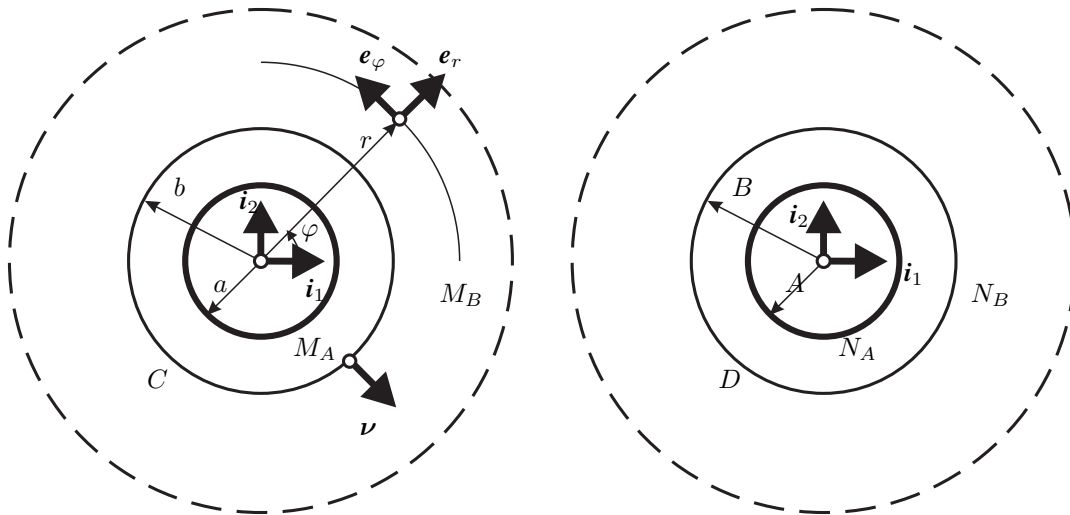 e_φ
e_r
r
b
i_2
φ
a
i_1
M_B
M_A
C
ν
B
i_2
A
i_1
N_B
N_A
D